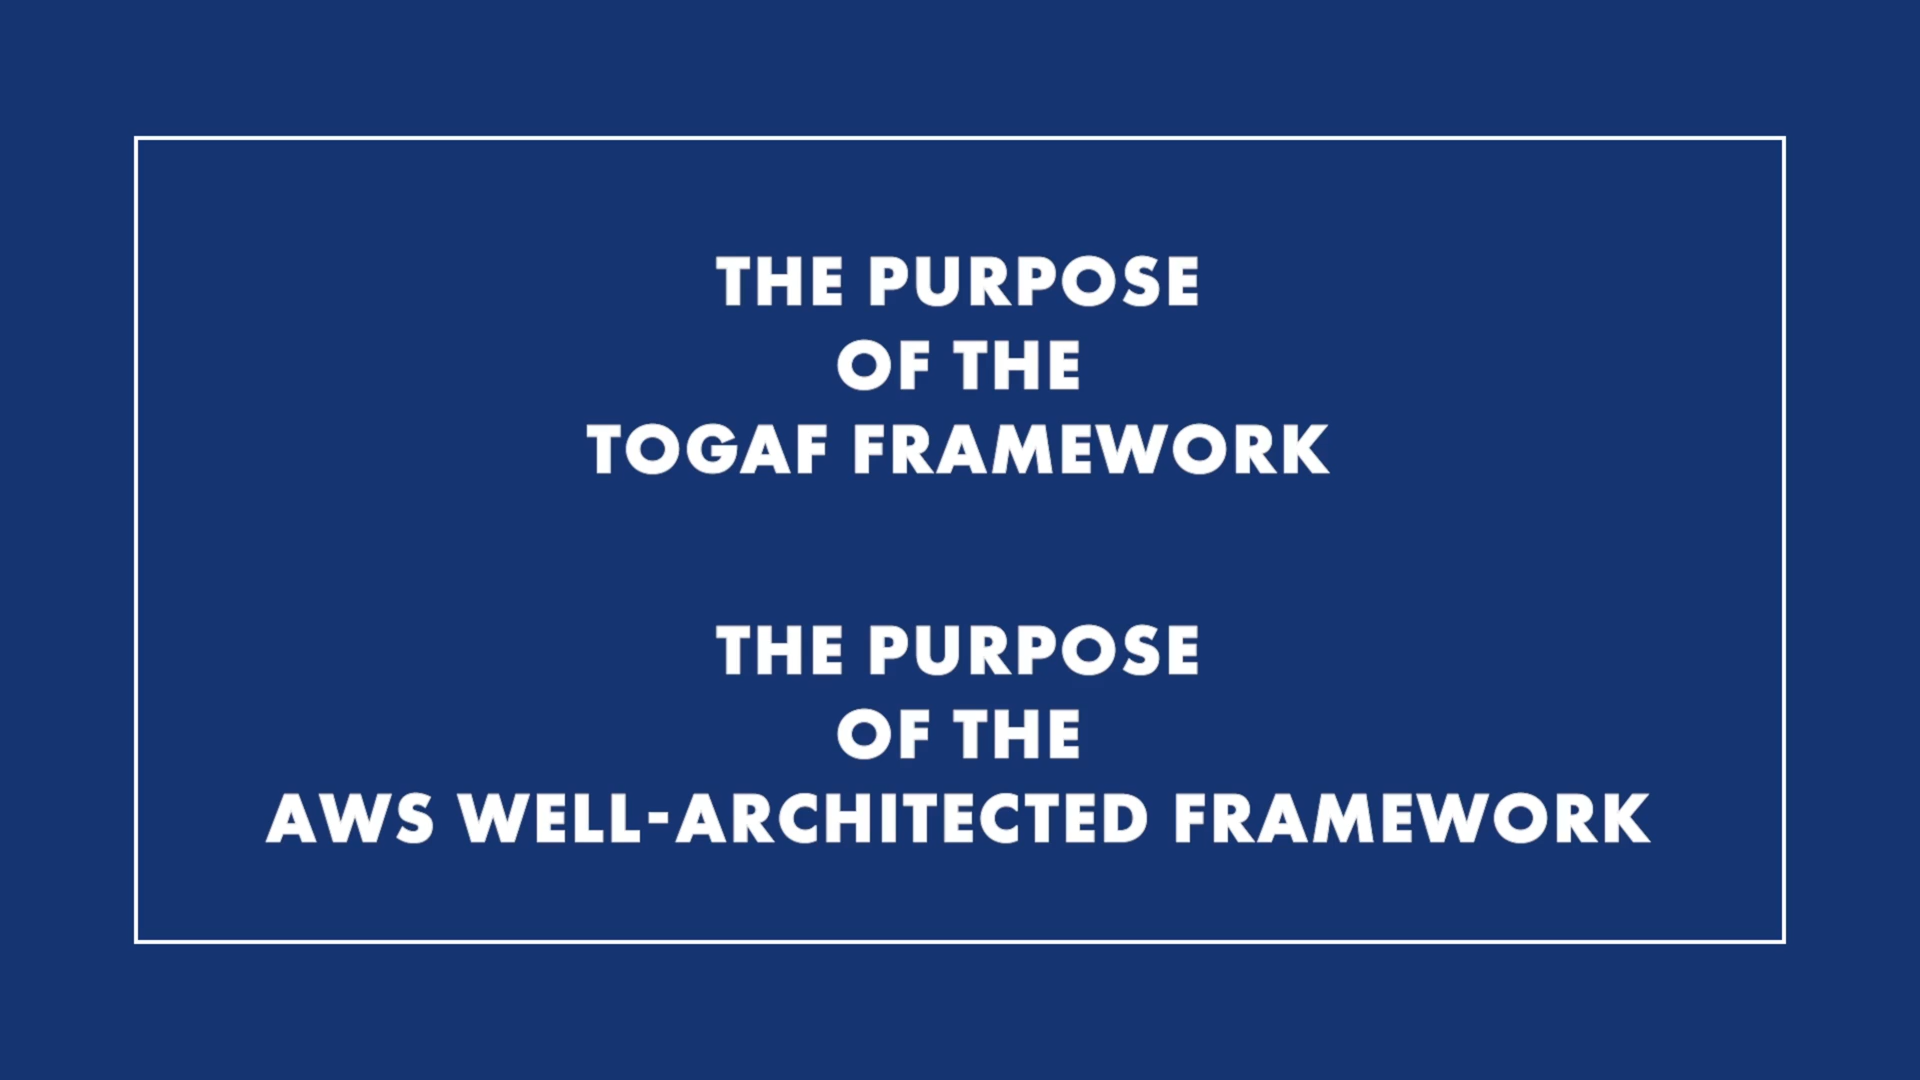 THE PURPOSE
OF THE
TOGAF FRAMEWORK
THE PURPOSE
OF THE
AWS WELL-ARCHITECTED FRAMEWORK